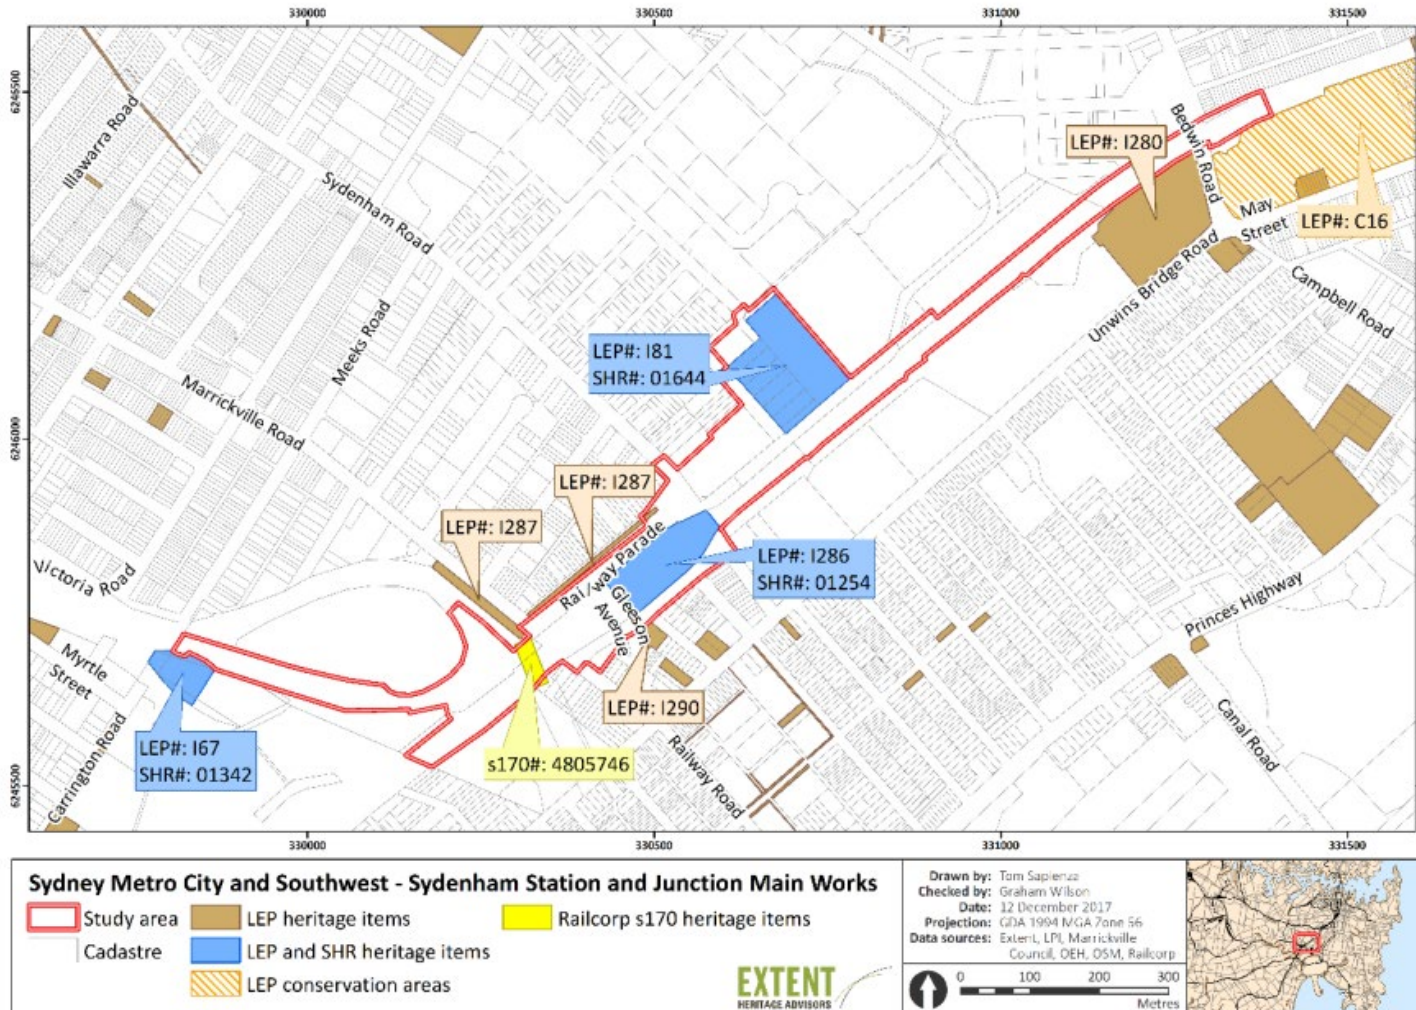 330000
330500
331000
331500
6245500
6246000
6245500
Illawarra Road
Sydenham Road
Meeks Road
Marrickville Road
Victoria Road
Myrtle
Street
Carrington Road
Bedwin Road
May
Street
Unwins Bridge Road
Campbell Road
Princes Highway
Canal Road
Railway Road
Railway Parade
Gleeson
Avenue
LEP#: I280
LEP#: C16
LEP#: I81
SHR#: 01644
LEP#: I287
LEP#: I287
LEP#: I286
SHR#: 01254
LEP#: I290
LEP#: I67
SHR#: 01342
s170#: 4805746
Sydney Metro City and Southwest - Sydenham Station and Junction Main Works
Study area
Cadastre
LEP heritage items
LEP and SHR heritage items
LEP conservation areas
Railcorp s170 heritage items
EXTENT
HERITAGE ADVISORS
Drawn by: Tom Sapienza
Checked by: Graham Wilson
Date: 12 December 2017
Projection: GDA 1994 MGA Zone 56
Data sources: Extent, LPI, Marrickville
Council, OEH, OSM, Railcorp
0 100 200 300
Metres